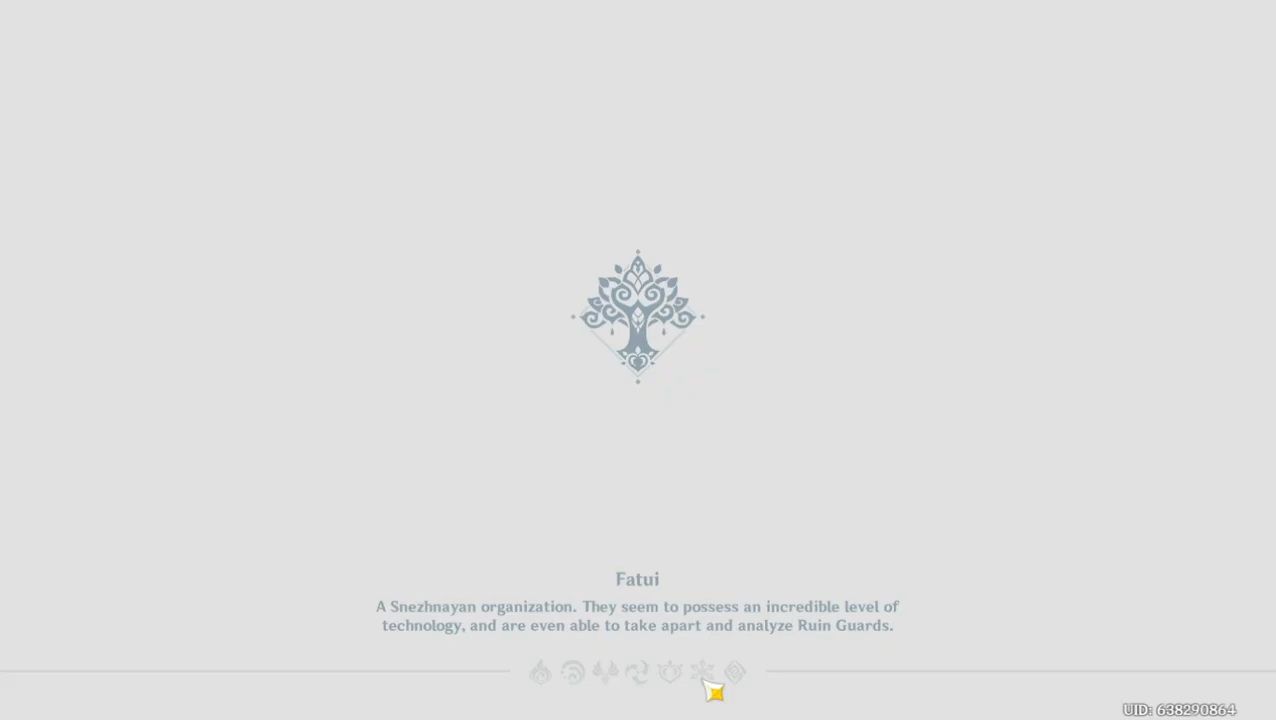 Fatui
A Snezhnayan organization. They seem to possess an incredible level of
technology, and are even able to take apart and analyze Ruin Guards.
UID: 638290864